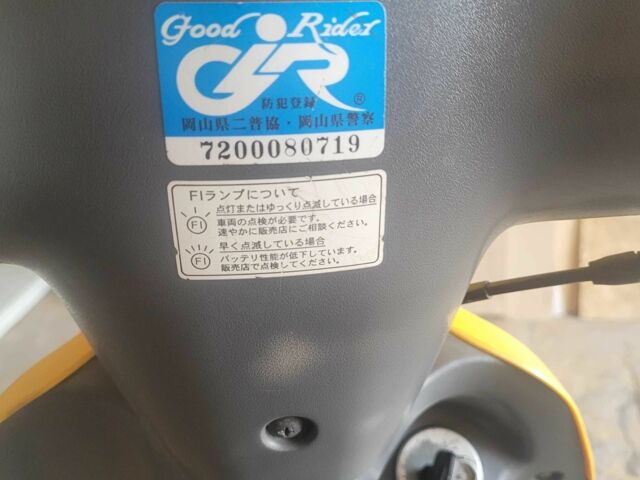 Good Rider
GR
防犯登録 ®
岡山県二普協・岡山県警察
7200080719
FIランプについて
点灯またはゆっくり点滅している場合
FI
車両の点検が必要です。
速やかに販売店にご相談ください。
早く点滅している場合
FI
バッテリ性能が低下しています。
販売店で点検してください。